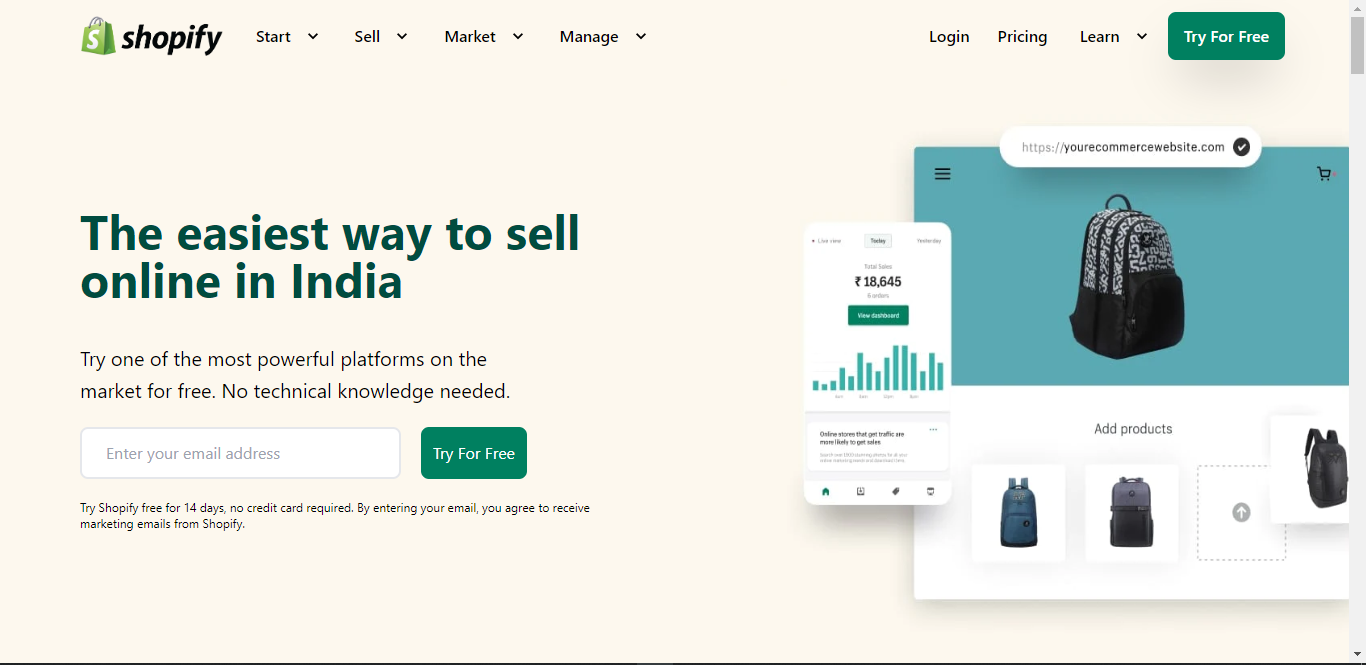 shopify
Start
Sell
Market
Manage
Login
Pricing
Learn
Try For Free
The easiest way to sell
online in India
Try one of the most powerful platforms on the
market for free. No technical knowledge needed.
Enter your email address
Try For Free
Try Shopify free for 14 days, no credit card required. By entering your email, you agree to receive
marketing emails from Shopify.
https://yourecommercewebsite.com
Live view
Today
Yesterday
Total Sales
₹ 18,645
6 orders
View dashboard
Online stores that get traffic are
more likely to get sales
Add products